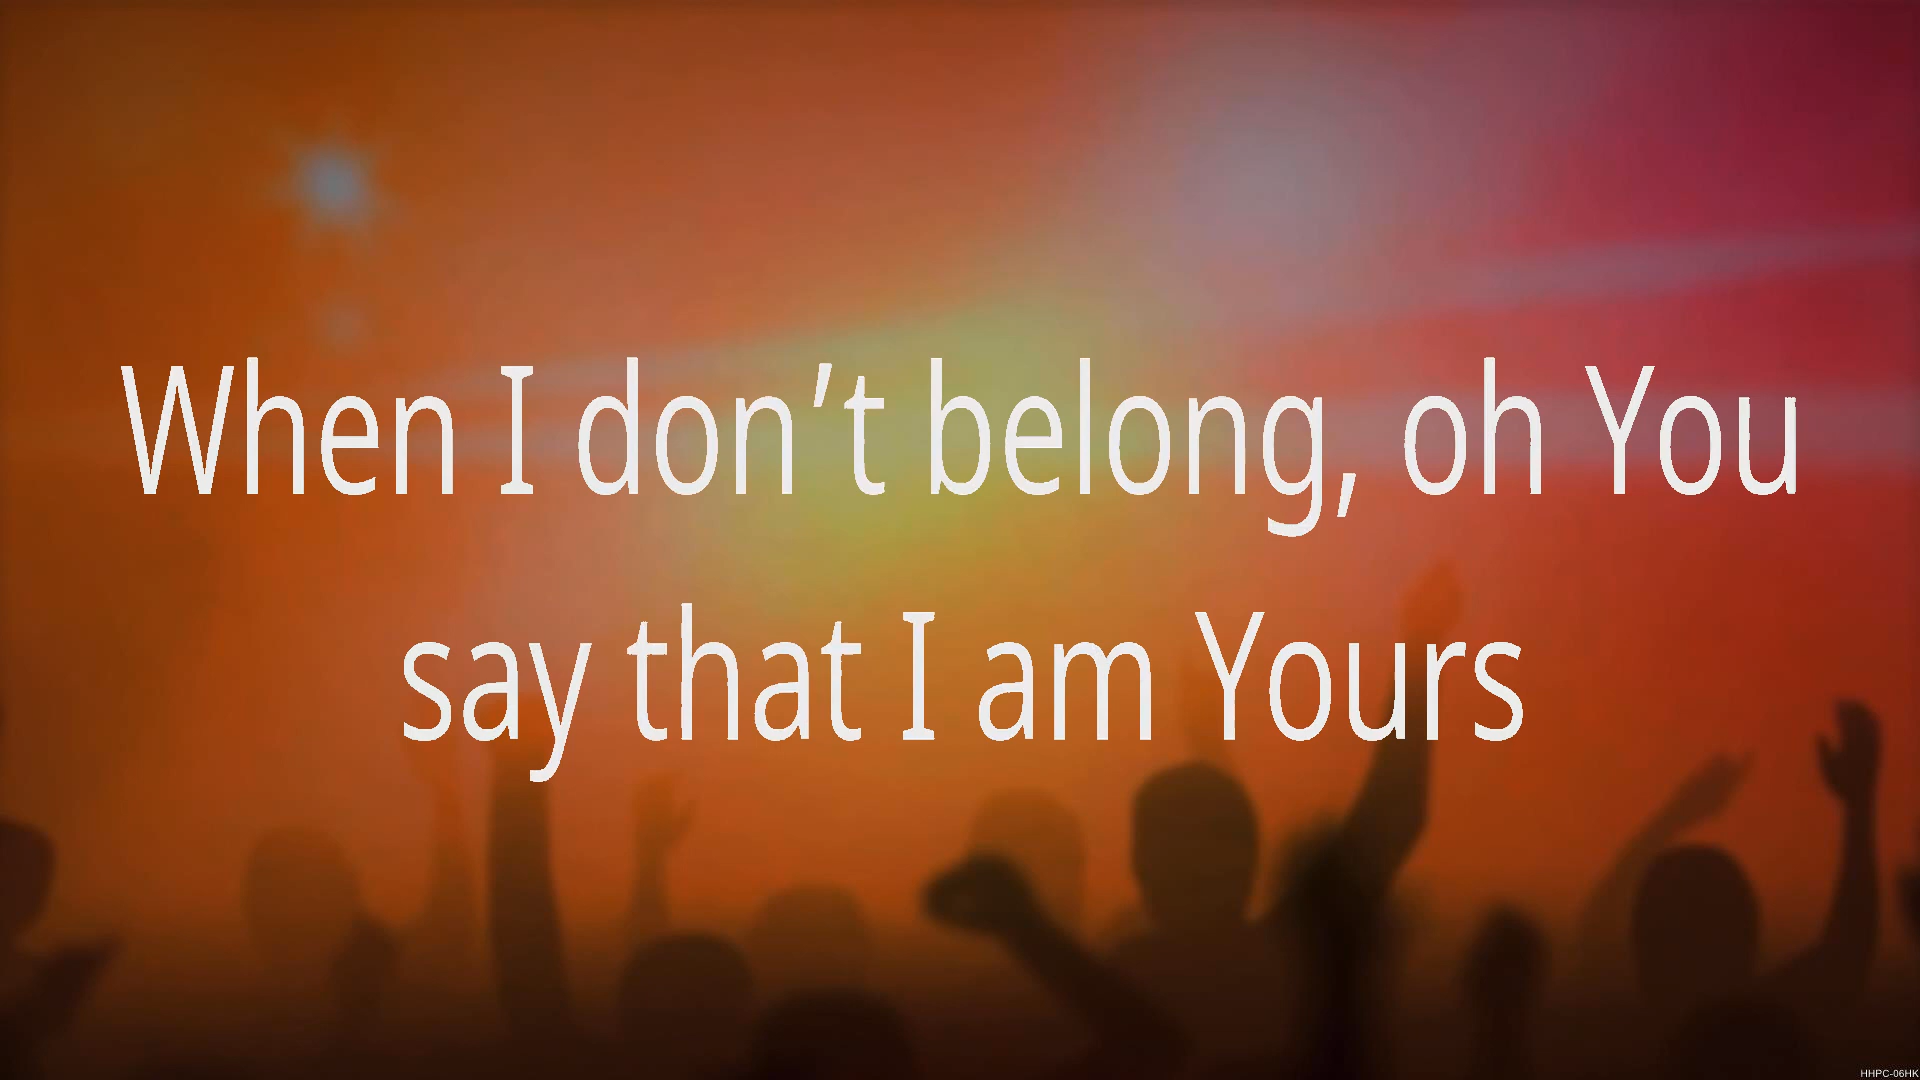 When I don’t belong, oh You
say that I am Yours
HHPC-06HK